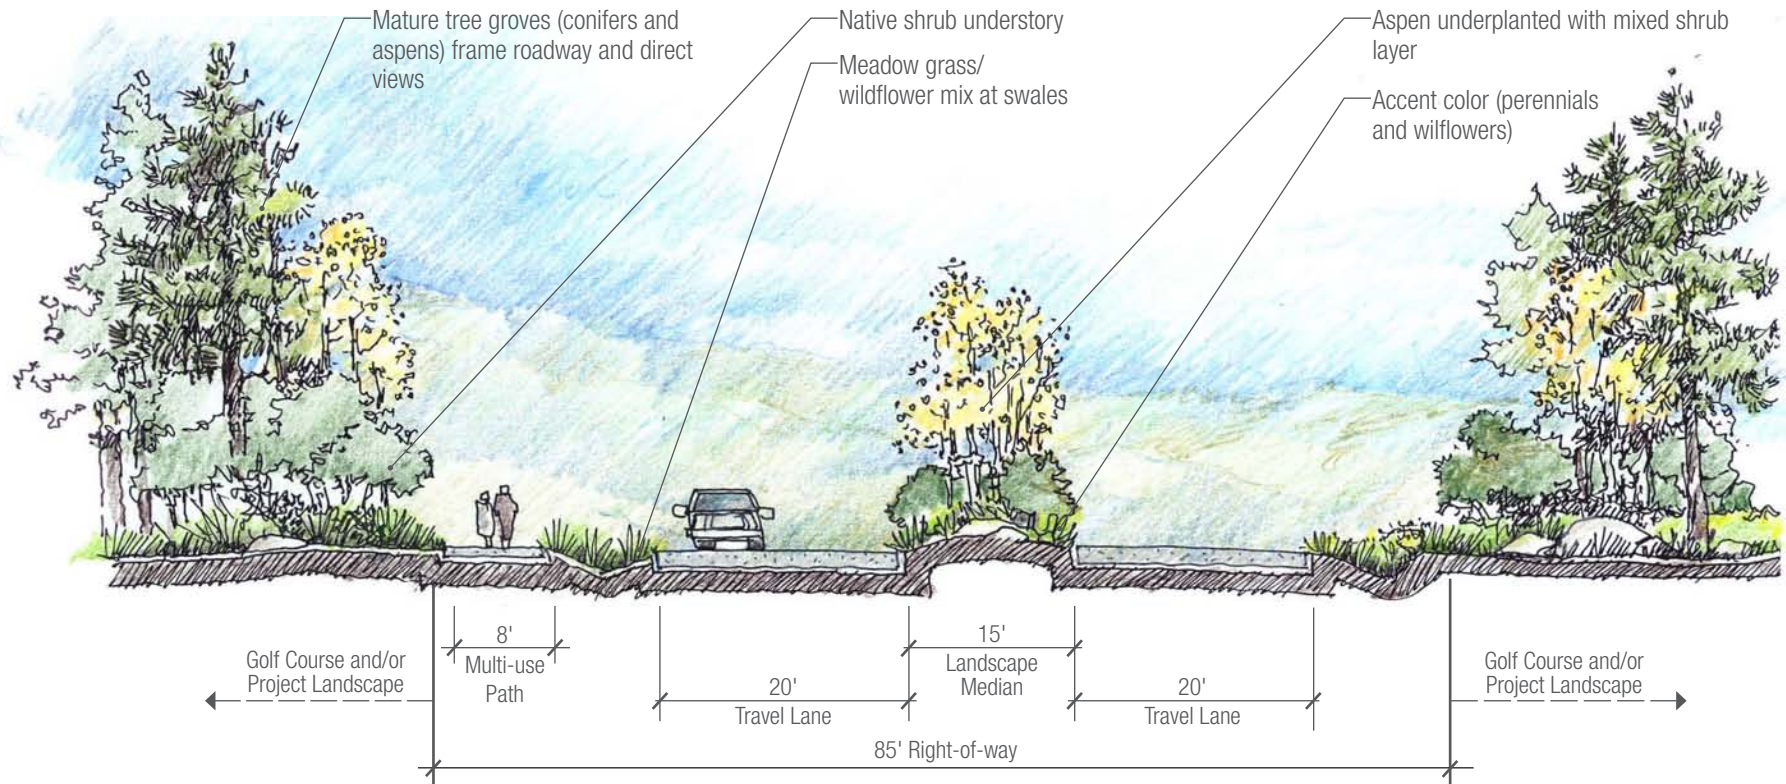 Mature tree groves (conifers and
aspens) frame roadway and direct
views
Native shrub understory
Meadow grass/
wildflower mix at swales
Aspen underplanted with mixed shrub
layer
Accent color (perennials
and wilflowers)
8'
Multi-use
Path
15'
Landscape
Median
Golf Course and/or
Project Landscape
20'
Travel Lane
20'
Travel Lane
Golf Course and/or
Project Landscape
85' Right-of-way